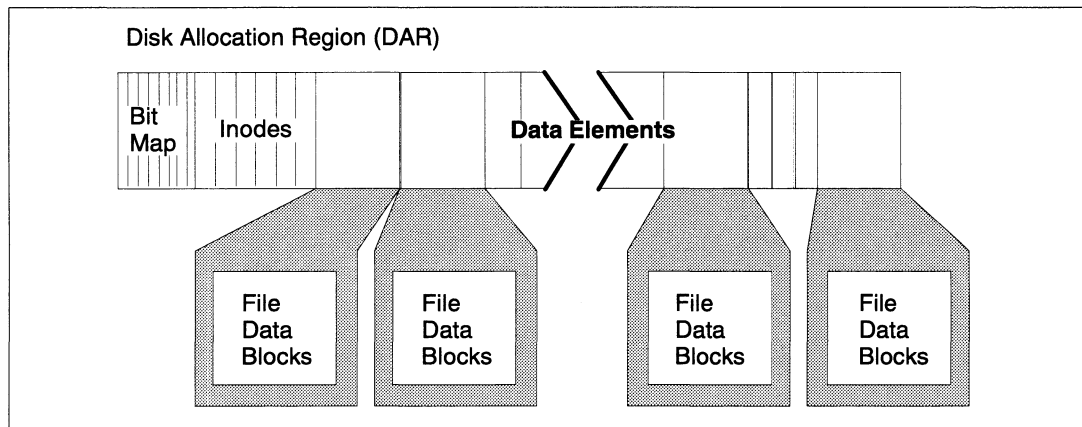 Disk Allocation Region (DAR)
Bit
Map
Inodes
Data Elements
File
Data
Blocks
File
Data
Blocks
File
Data
Blocks
File
Data
Blocks